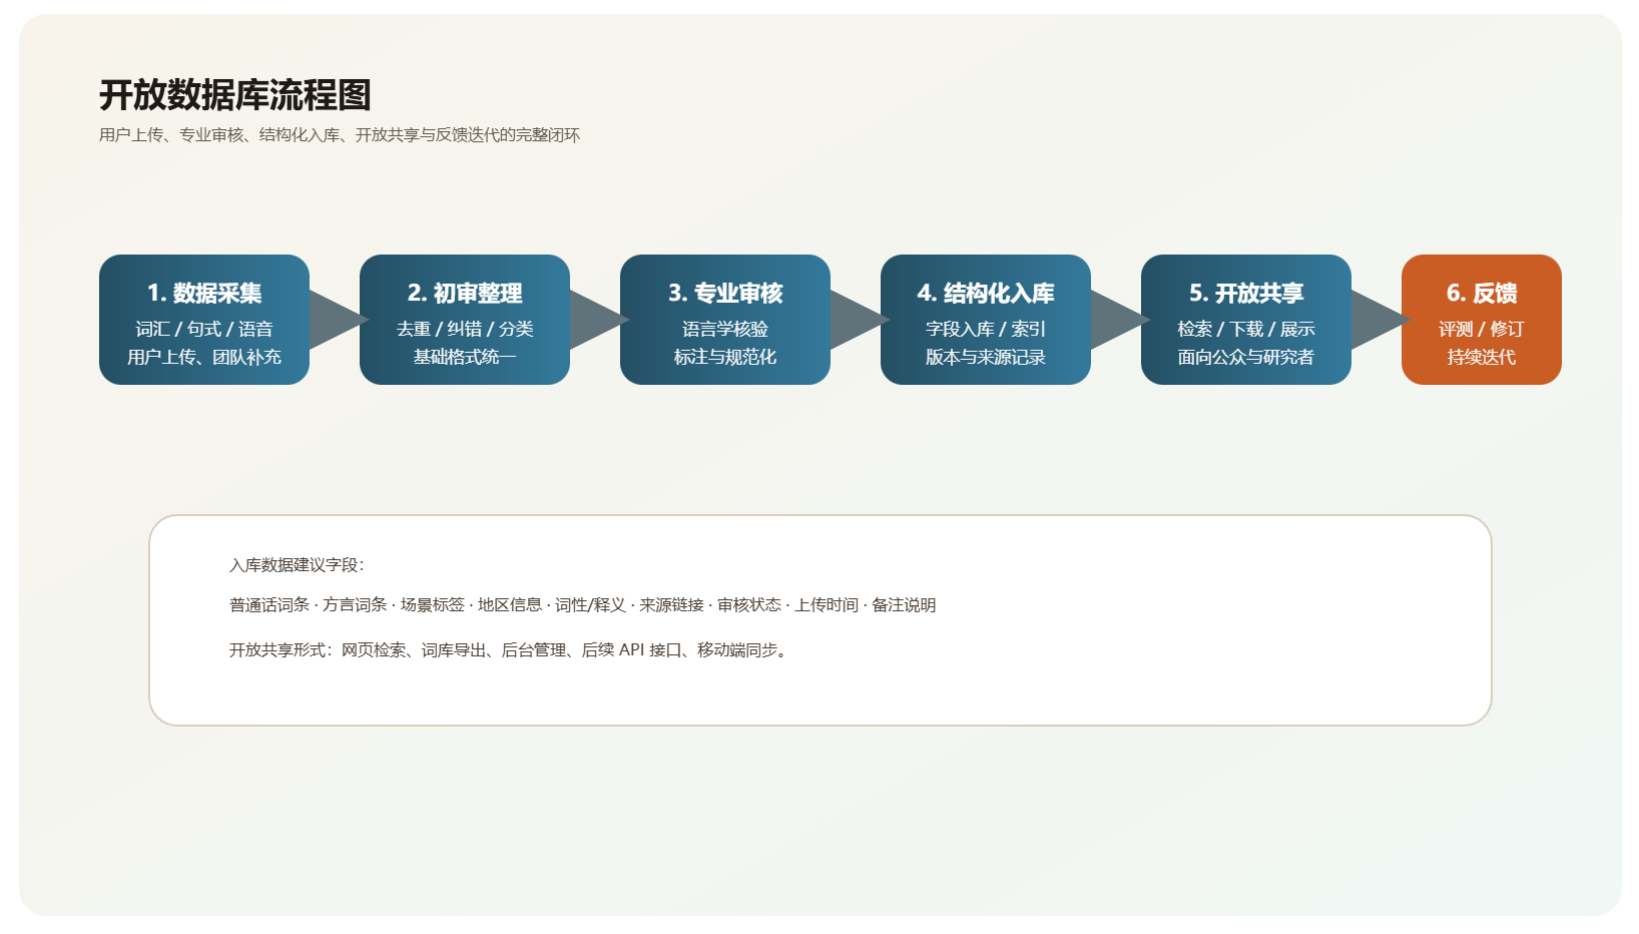 开放数据库流程图
用户上传、专业审核、结构化入库、开放共享与反馈迭代的完整闭环
1. 数据采集
词汇 / 句式 / 语音
用户上传、团队补充
2. 初审整理
去重 / 纠错 / 分类
基础格式统一
3. 专业审核
语言学核验
标注与规范化
4. 结构化入库
字段入库 / 索引
版本与来源记录
5. 开放共享
检索 / 下载 / 展示
面向公众与研究者
6. 反馈
评测 / 修订
持续迭代
入库数据建议字段：
普通话词条 · 方言词条 · 场景标签 · 地区信息 · 词性/释义 · 来源链接 · 审核状态 · 上传时间 · 备注说明
开放共享形式：网页检索、词库导出、后台管理、后续 API 接口、移动端同步。